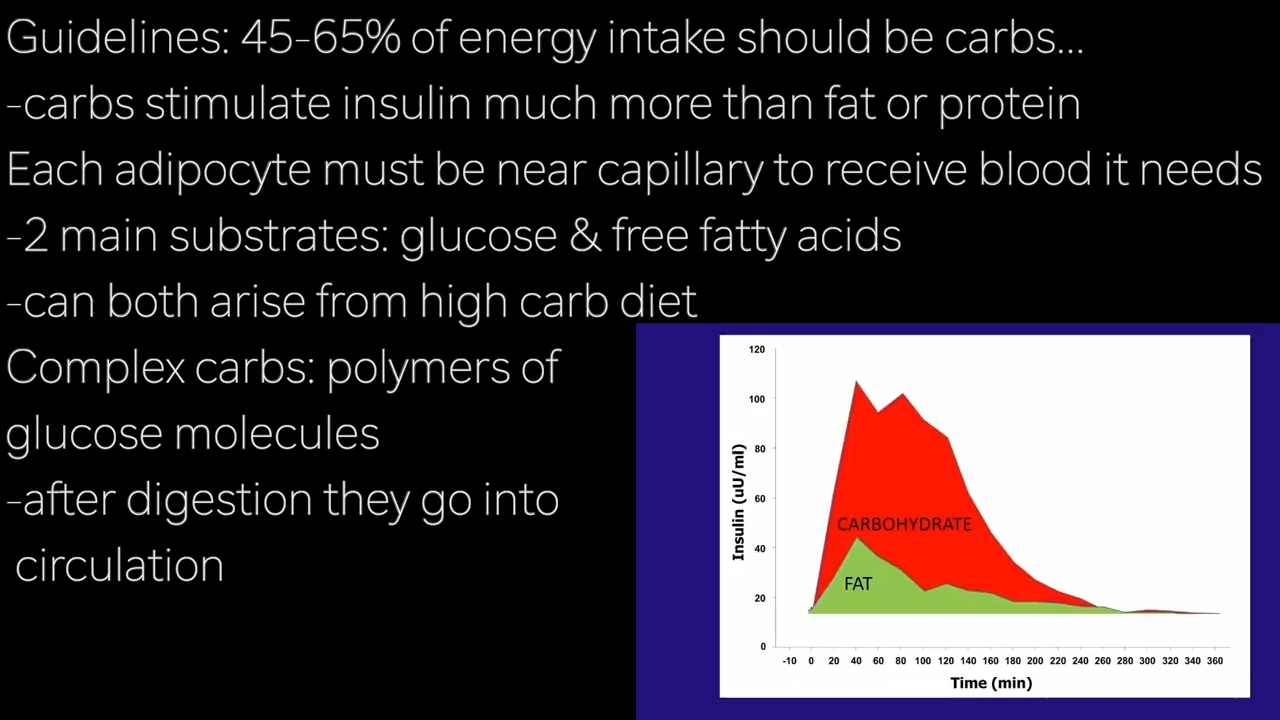 Guidelines: 45-65% of energy intake should be carbs...
-carbs stimulate insulin much more than fat or protein
Each adipocyte must be near capillary to receive blood it needs
-2 main substrates: glucose & free fatty acids
-can both arise from high carb diet
Complex carbs: polymers of
glucose molecules
-after digestion they go into
circulation
120
100
80
60
40
20
0
Insulin (uU/ml)
CARBOHYDRATE
FAT
-10 0 20 40 60 80 100 120 140 160 180 200 220 240 260 280 300 320 340 360
Time (min)